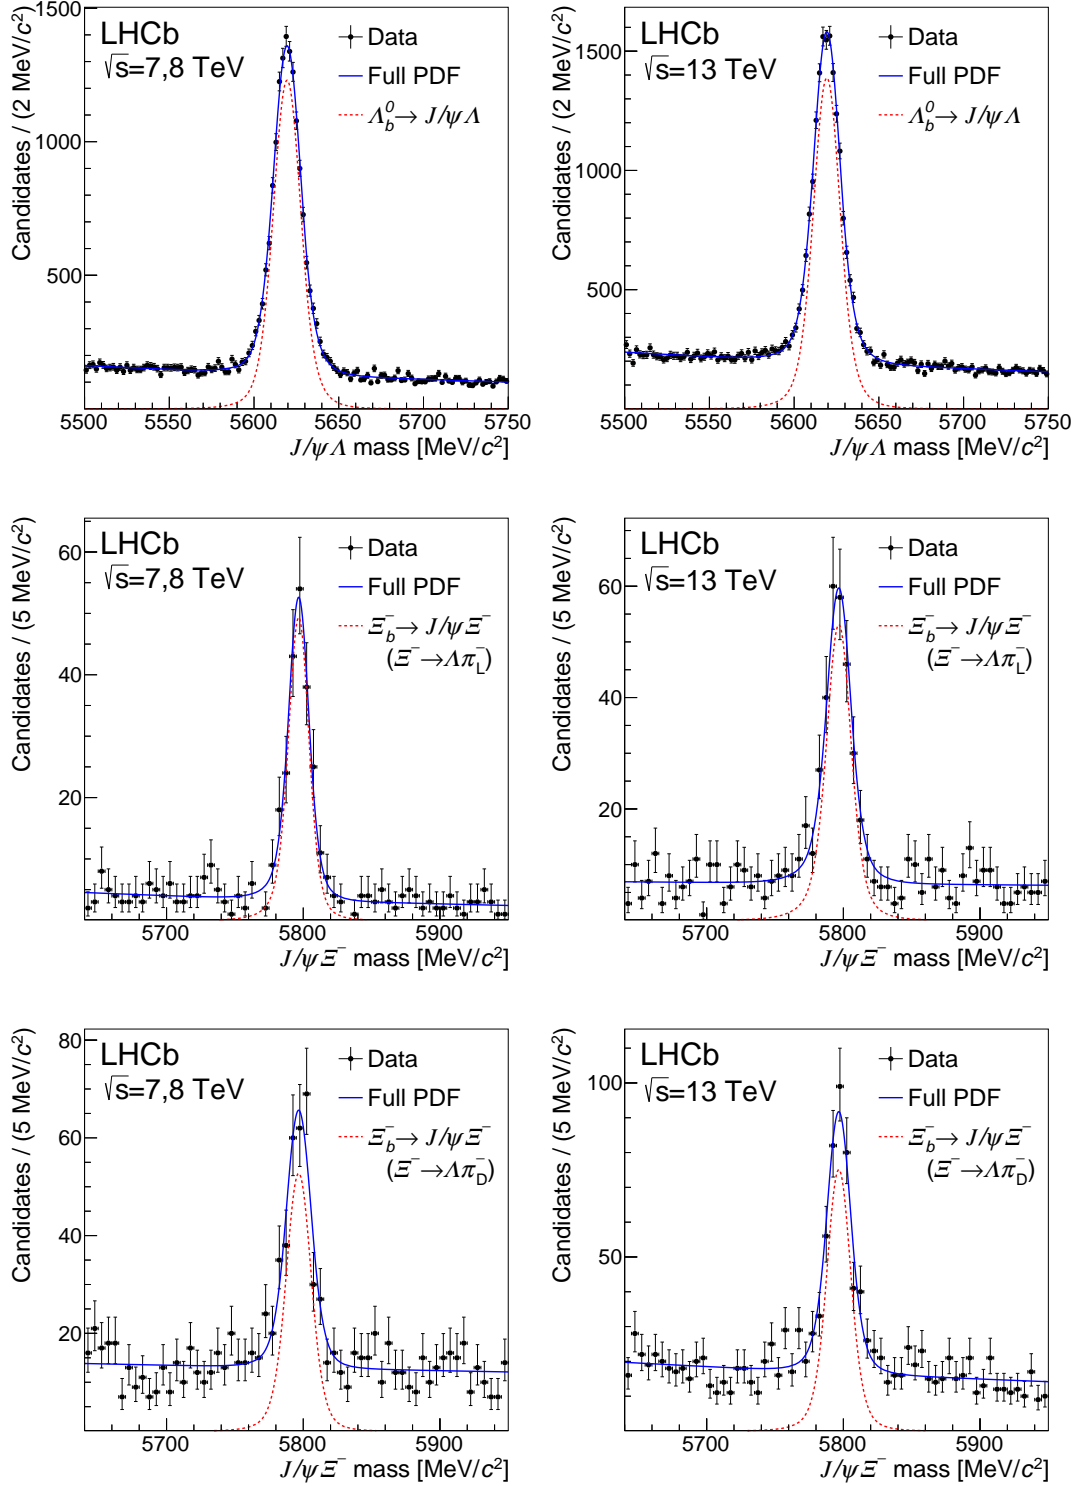 Candidates / (2 MeV/c²)
1500
1000
500
LHCb
√s=7,8 TeV
Data
Full PDF
Λb⁰→ J/ψΛ
5500 5550 5600 5650 5700 5750
J/ψΛ mass [MeV/c²]
Candidates / (2 MeV/c²)
1500
1000
500
LHCb
√s=13 TeV
Data
Full PDF
Λb⁰→ J/ψΛ
5500 5550 5600 5650 5700 5750
J/ψΛ mass [MeV/c²]
Candidates / (5 MeV/c²)
60
40
20
LHCb
√s=7,8 TeV
Data
Full PDF
Ξb⁻→ J/ψΞ⁻
(Ξ⁻→ΛπL⁻)
5700 5800 5900
J/ψΞ⁻ mass [MeV/c²]
Candidates / (5 MeV/c²)
60
40
20
LHCb
√s=13 TeV
Data
Full PDF
Ξb⁻→ J/ψΞ⁻
(Ξ⁻→ΛπL⁻)
5700 5800 5900
J/ψΞ⁻ mass [MeV/c²]
Candidates / (5 MeV/c²)
80
60
40
20
LHCb
√s=7,8 TeV
Data
Full PDF
Ξb⁻→ J/ψΞ⁻
(Ξ⁻→ΛπD⁻)
5700 5800 5900
J/ψΞ⁻ mass [MeV/c²]
Candidates / (5 MeV/c²)
100
50
LHCb
√s=13 TeV
Data
Full PDF
Ξb⁻→ J/ψΞ⁻
(Ξ⁻→ΛπD⁻)
5700 5800 5900
J/ψΞ⁻ mass [MeV/c²]